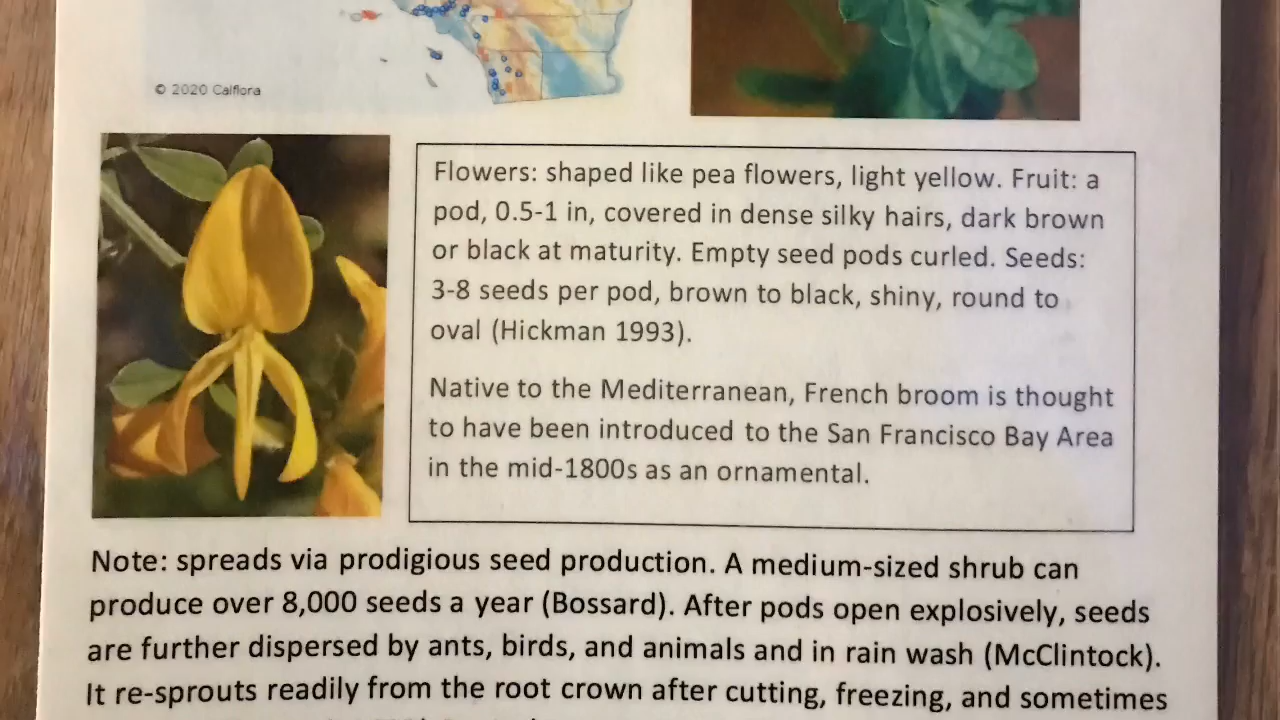 © 2020 Calflora
Flowers: shaped like pea flowers, light yellow. Fruit: a
pod, 0.5-1 in, covered in dense silky hairs, dark brown
or black at maturity. Empty seed pods curled. Seeds:
3-8 seeds per pod, brown to black, shiny, round to
oval (Hickman 1993).
Native to the Mediterranean, French broom is thought
to have been introduced to the San Francisco Bay Area
in the mid-1800s as an ornamental.
Note: spreads via prodigious seed production. A medium-sized shrub can
produce over 8,000 seeds a year (Bossard). After pods open explosively, seeds
are further dispersed by ants, birds, and animals and in rain wash (McClintock).
It re-sprouts readily from the root crown after cutting, freezing, and sometimes